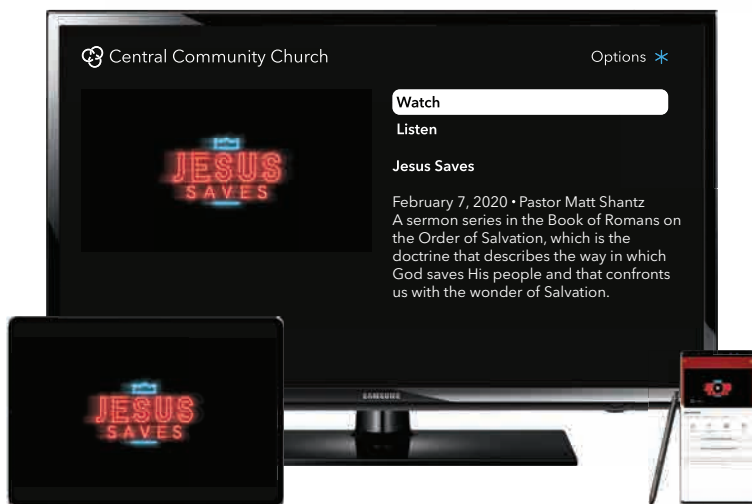 Central Community Church
Options
Watch
Listen
Jesus Saves
February 7, 2020 • Pastor Matt Shantz
A sermon series in the Book of Romans on
the Order of Salvation, which is the
doctrine that describes the way in which
God saves His people and that confronts
us with the wonder of Salvation.
JESUS
SAVES
SAMSUNG
JESUS
SAVES